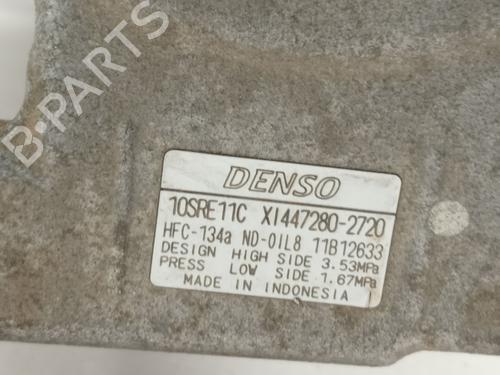 B-PARTS
DENSO
10SRE11C XI447280-2720
HFC-134a ND-OIL8 11B12633
DESIGN HIGH SIDE 3.53MPa
PRESS LOW SIDE 1.67MPa
MADE IN INDONESIA